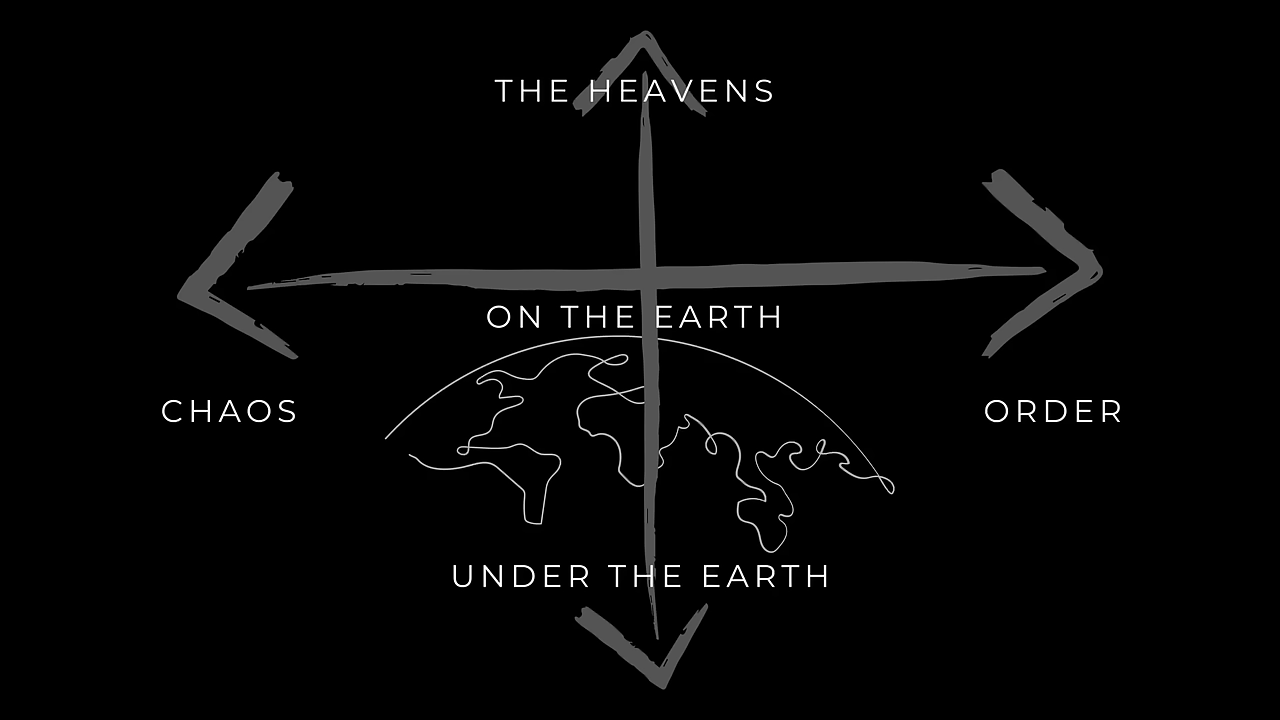 THE HEAVENS
ON THE EARTH
CHAOS
ORDER
UNDER THE EARTH